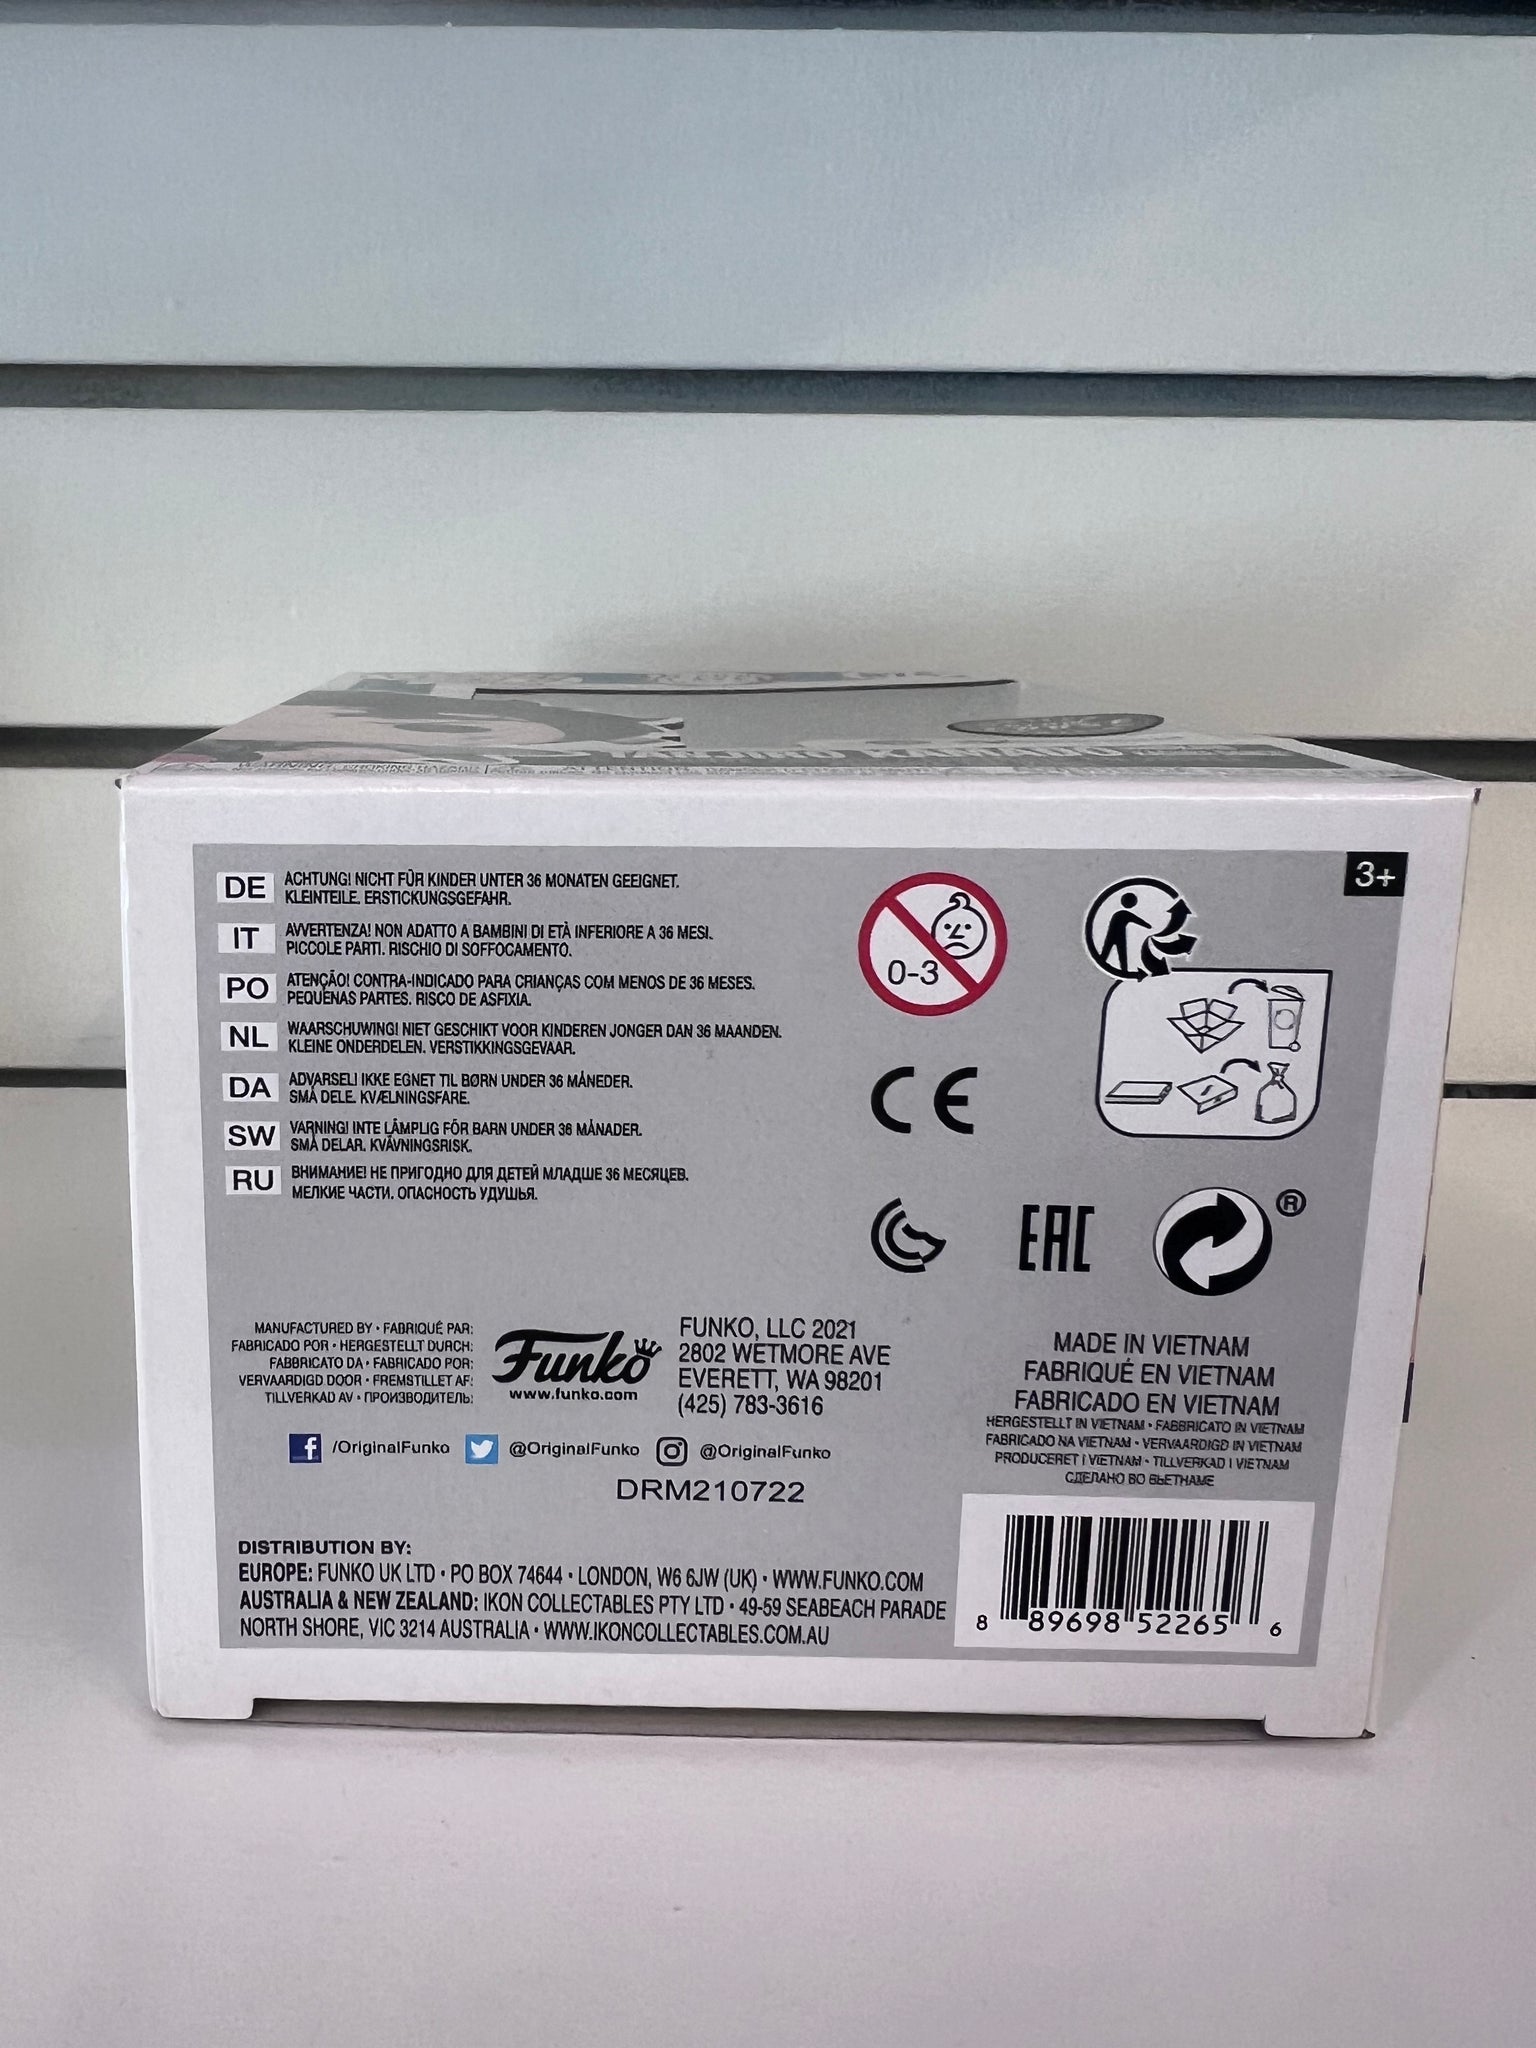 TANJIRO KAMADO
3+
DE ACHTUNG! NICHT FÜR KINDER UNTER 36 MONATEN GEEIGNET.
KLEINTEILE. ERSTICKUNGSGEFAHR.
IT AVVERTENZA! NON ADATTO A BAMBINI DI ETÀ INFERIORE A 36 MESI.
PICCOLE PARTI. RISCHIO DI SOFFOCAMENTO.
PO ATENÇÃO! CONTRA-INDICADO PARA CRIANÇAS COM MENOS DE 36 MESES.
PEQUENAS PARTES. RISCO DE ASFIXIA.
NL WAARSCHUWING! NIET GESCHIKT VOOR KINDEREN JONGER DAN 36 MAANDEN.
KLEINE ONDERDELEN. VERSTIKKINGSGEVAAR.
DA ADVARSEL! IKKE EGNET TIL BØRN UNDER 36 MÅNEDER.
SMÅ DELE. KVÆLNINGSFARE.
SW VARNING! INTE LÄMPLIG FÖR BARN UNDER 36 MÅNADER.
SMÅ DELAR. KVÄVNINGSRISK.
RU ВНИМАНИЕ! НЕ ПРИГОДНО ДЛЯ ДЕТЕЙ МЛАДШЕ 36 МЕСЯЦЕВ.
МЕЛКИЕ ЧАСТИ. ОПАСНОСТЬ УДУШЬЯ.
0-3
CE
EAC
®
MANUFACTURED BY • FABRIQUÉ PAR:
FABRICADO POR • HERGESTELLT DURCH:
FABBRICATO DA • FABRICADO POR:
VERVAARDIGD DOOR • FREMSTILLET AF:
TILLVERKAD AV • ПРОИЗВОДИТЕЛЬ:
Funko
www.funko.com
FUNKO, LLC 2021
2802 WETMORE AVE
EVERETT, WA 98201
(425) 783-3616
MADE IN VIETNAM
FABRIQUÉ EN VIETNAM
FABRICADO EN VIETNAM
HERGESTELLT IN VIETNAM • FABBRICATO IN VIETNAM
FABRICADO NA VIETNAM • VERVAARDIGD IN VIETNAM
PRODUCERET I VIETNAM • TILLVERKAD I VIETNAM
СДЕЛАНО ВО ВЬЕТНАМЕ
/OriginalFunko @OriginalFunko @OriginalFunko
DRM210722
DISTRIBUTION BY:
EUROPE: FUNKO UK LTD • PO BOX 74644 • LONDON, W6 6JW (UK) • WWW.FUNKO.COM
AUSTRALIA & NEW ZEALAND: IKON COLLECTABLES PTY LTD • 49-59 SEABEACH PARADE
NORTH SHORE, VIC 3214 AUSTRALIA • WWW.IKONCOLLECTABLES.COM.AU
8 89698 52265 6